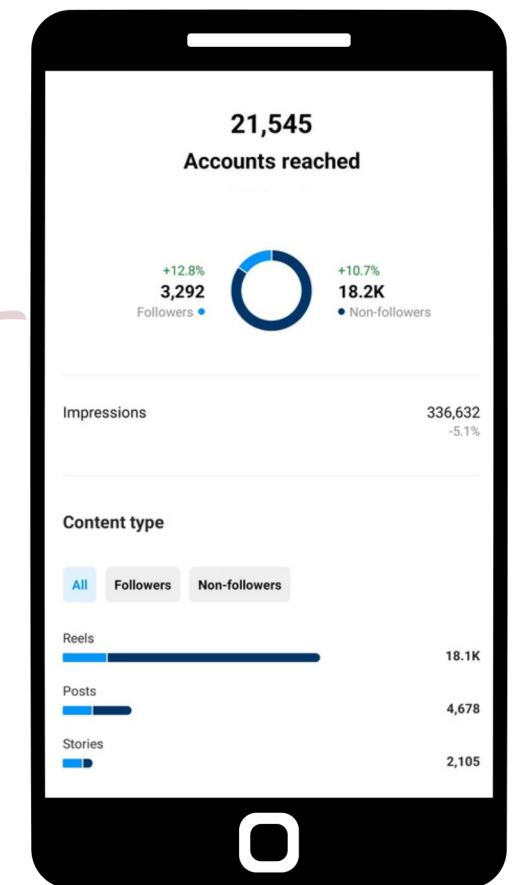 21,545
Accounts reached
+12.8%
3,292
Followers
+10.7%
18.2K
Non-followers
Impressions
336,632
-5.1%
Content type
All
Followers
Non-followers
Reels
18.1K
Posts
4,678
Stories
2,105